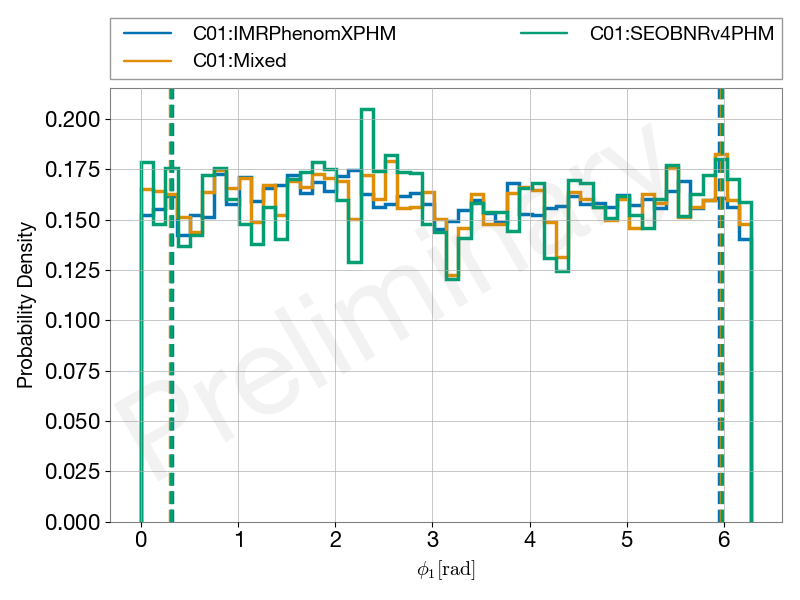 C01:IMRPhenomXPHM
C01:Mixed
C01:SEOBNRv4PHM
Probability Density
0.200
0.175
0.150
0.125
0.100
0.075
0.050
0.025
0.000
0 1 2 3 4 5 6
ϕ₁[rad]
Preliminary